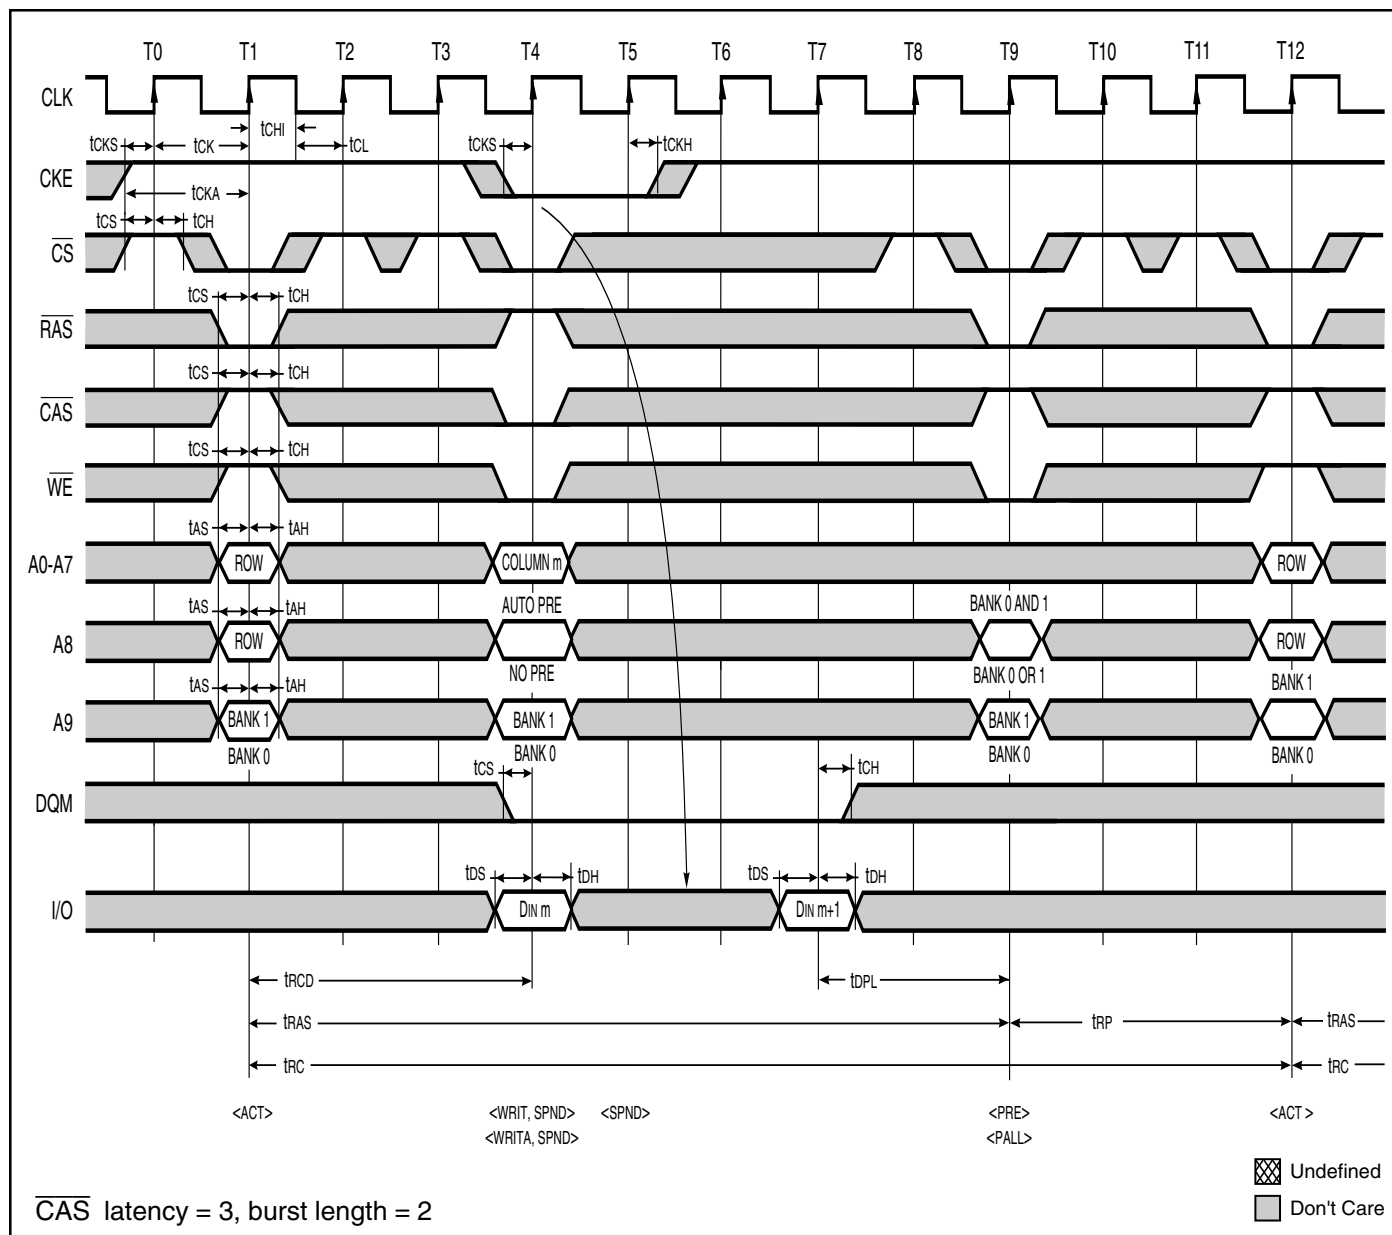 T0 T1 T2 T3 T4 T5 T6 T7 T8 T9 T10 T11 T12
CLK
tCHI
tCKS tCK tCL tCKS tCKH
CKE
tCKA
tCS tCH
CS
tCS tCH
RAS
tCS tCH
CAS
tCS tCH
WE
tAS tAH
A0-A7 ROW COLUMN m ROW
tAS tAH AUTO PRE BANK 0 AND 1
A8 ROW ROW
NO PRE BANK 0 OR 1 BANK 1
tAS tAH
A9 BANK 1 BANK 1 BANK 1
BANK 0 BANK 0 BANK 0 BANK 0
tCS tCH
DQM
tDS tDH tDS tDH
I/O DIN m DIN m+1
tRCD tDPL
tRAS tRP tRAS
tRC tRC
<ACT> <WRIT, SPND> <SPND> <PRE> <ACT >
<WRITA, SPND> <PALL>
Undefined
CAS latency = 3, burst length = 2 Don't Care